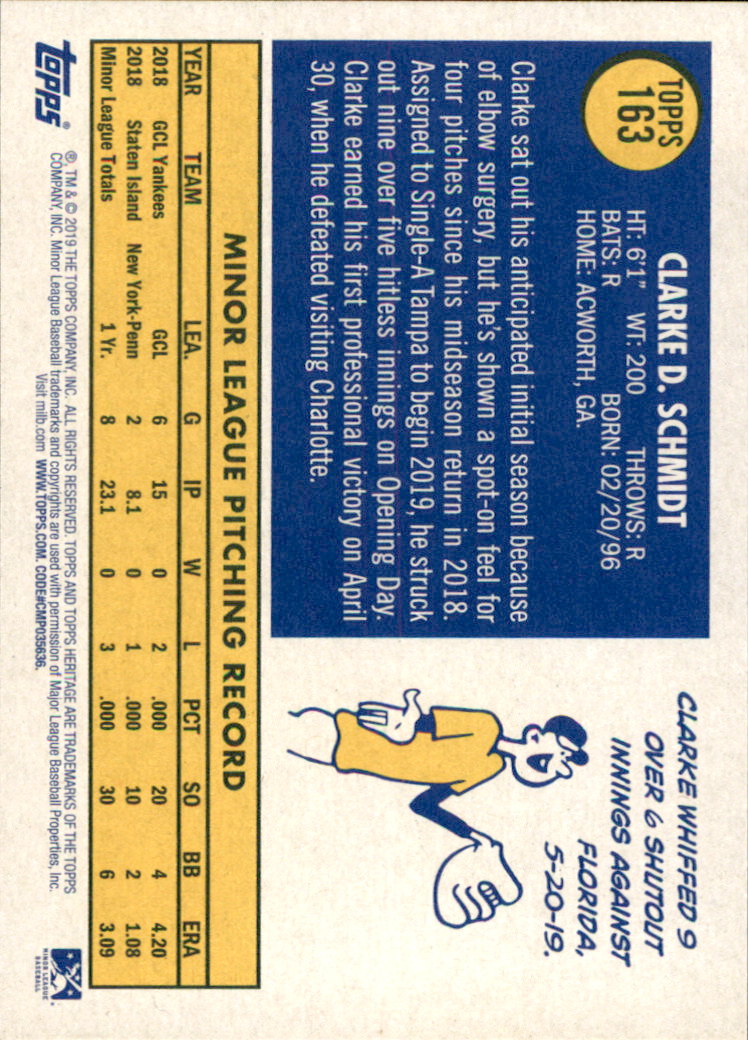 TOPPS
163
CLARKE D. SCHMIDT
HT: 6'1" WT: 200 THROWS: R
BATS: R BORN: 02/20/96
HOME: ACWORTH, GA.
Clarke sat out his anticipated initial season because
of elbow surgery, but he's shown a spot-on feel for
four pitches since his midseason return in 2018.
Assigned to Single-A Tampa to begin 2019, he struck
out nine over five hitless innings on Opening Day.
Clarke earned his first professional victory on April
30, when he defeated visiting Charlotte.
CLARKE WHIFFED 9
OVER 6 SHUTOUT
INNINGS AGAINST
FLORIDA,
5-20-19.
MINOR LEAGUE PITCHING RECORD
YEAR TEAM LEA. G IP W L PCT SO BB ERA
2018 GCL Yankees GCL 6 15 0 2 .000 20 4 4.20
2018 Staten Island New York-Penn 2 8.1 0 1 .000 10 2 1.08
Minor League Totals 1 Yr. 8 23.1 0 3 .000 30 6 3.09
topps®
®, TM & © 2019 THE TOPPS COMPANY, INC. ALL RIGHTS RESERVED. TOPPS AND TOPPS HERITAGE ARE TRADEMARKS OF THE TOPPS
COMPANY, INC. Minor League Baseball trademarks and copyrights are used with permission of Major League Baseball Properties, Inc.
Visit milb.com WWW.TOPPS.COM. CODE#CMP035636.
MINOR LEAGUE
BASEBALL